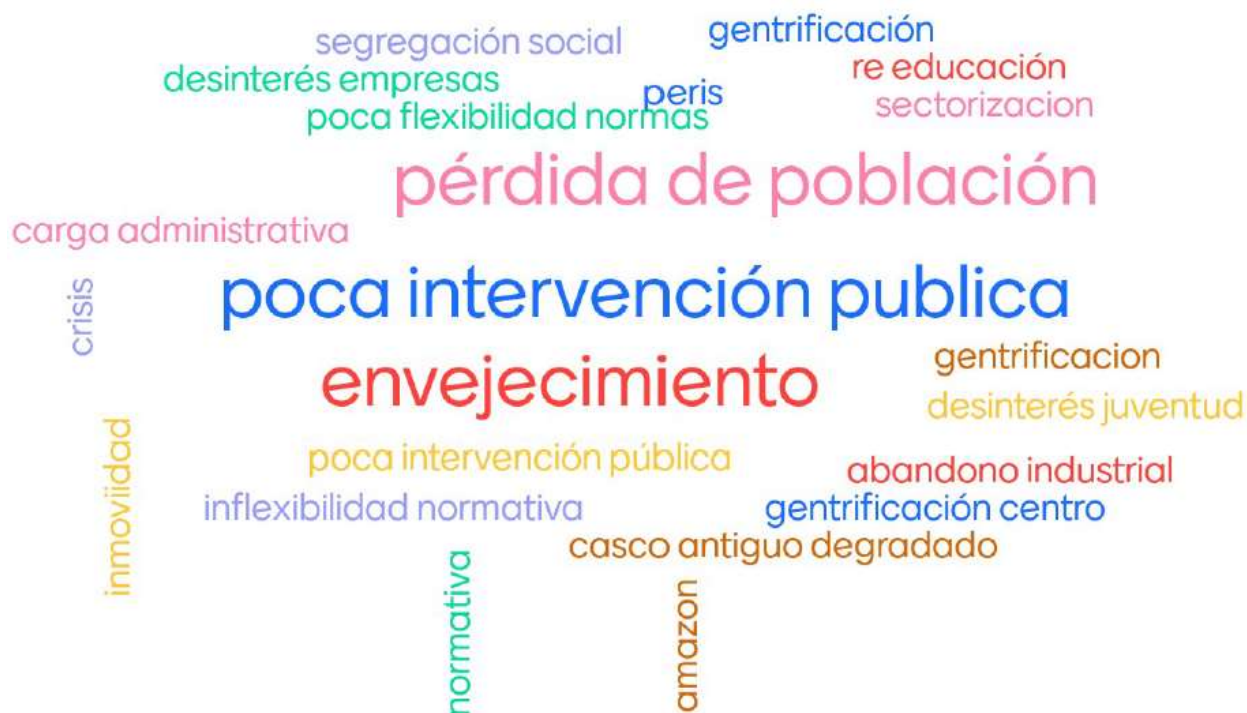 segregación social
gentrificación
desinterés empresas
re educación
peris
sectorizacion
poca flexibilidad normas
pérdida de población
carga administrativa
poca intervención publica
crisis
gentrificacion
envejecimiento
desinterés juventud
poca intervención pública
abandono industrial
inmoviidad
inflexibilidad normativa
gentrificación centro
casco antiguo degradado
normativa
amazon